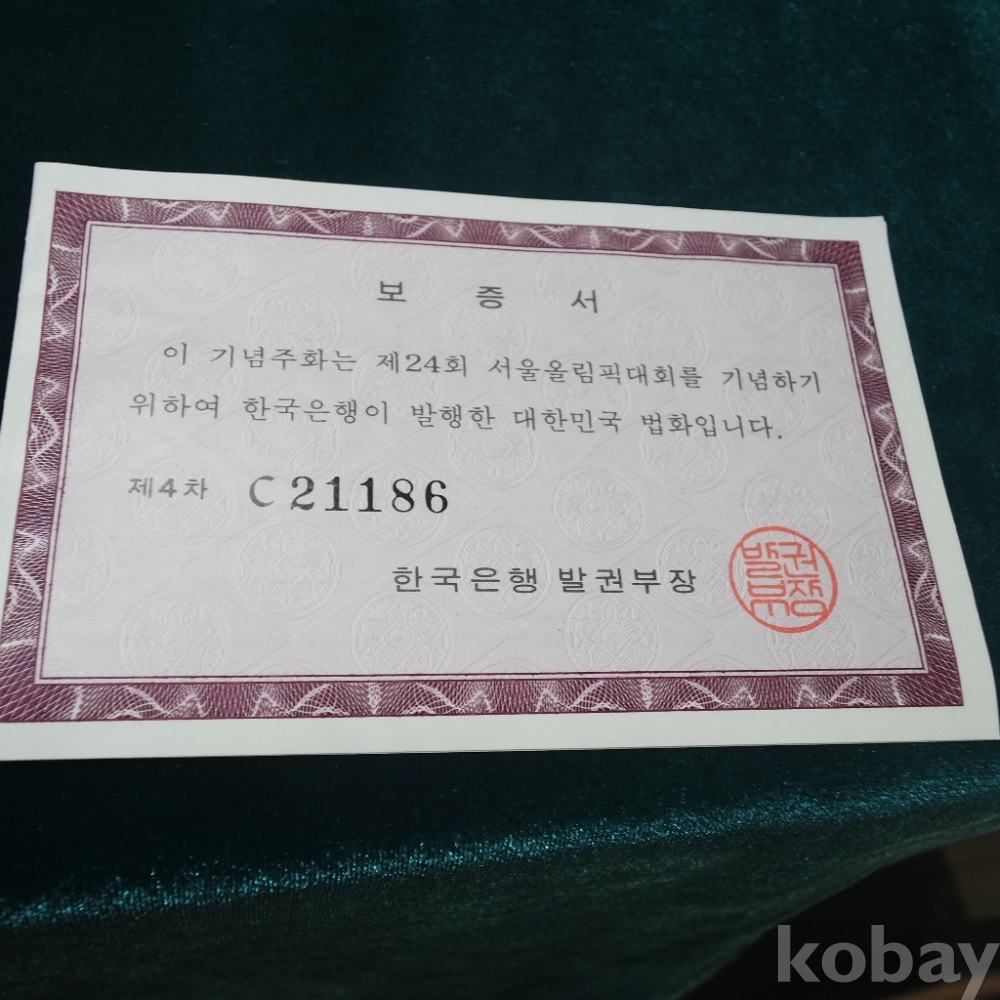 보 증 서
이 기념주화는 제24회 서울올림픽대회를 기념하기
위하여 한국은행이 발행한 대한민국 법화입니다.
제4차 C 21186
한국은행 발권부장
발권
부장
kobay